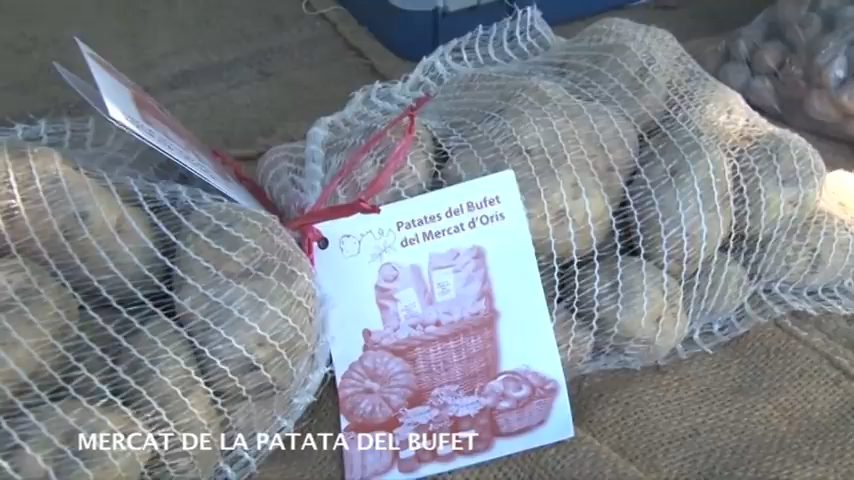 Patates del Bufet
del Mercat d'Orís
MERCAT DE LA PATATA DEL BUFET